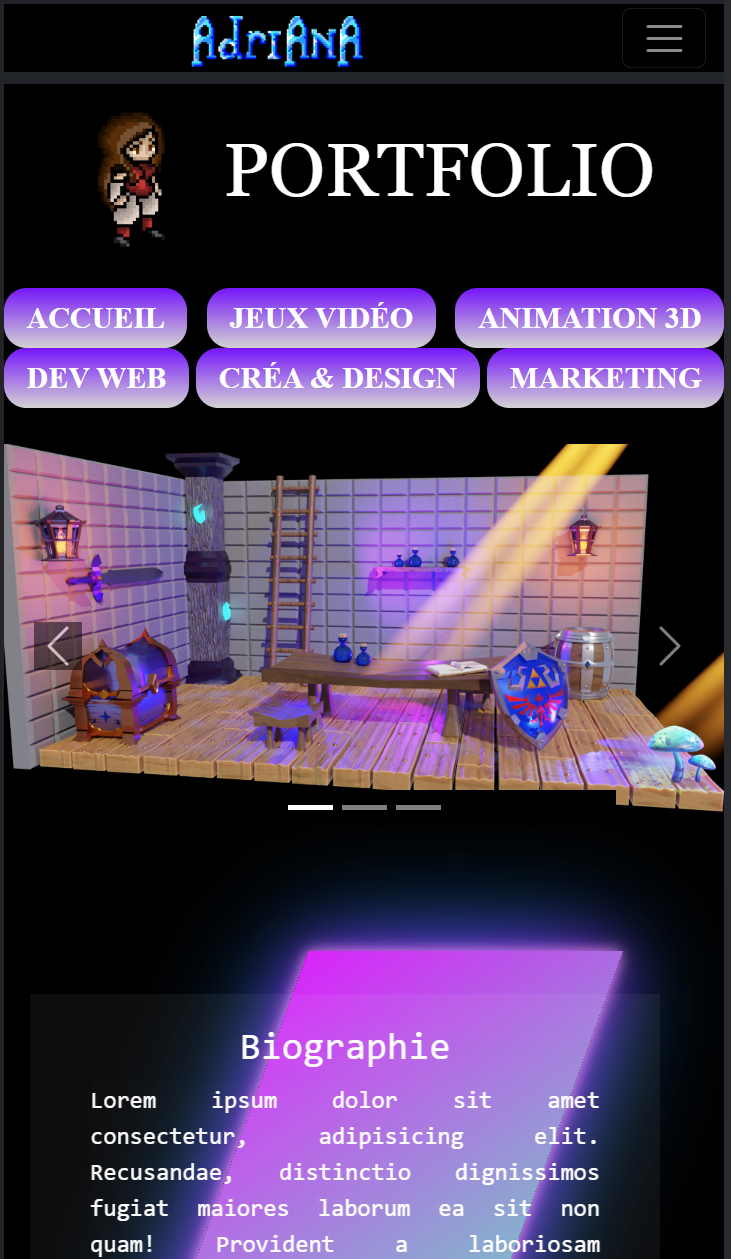 AdriAnA
PORTFOLIO
ACCUEIL JEUX VIDÉO ANIMATION 3D
DEV WEB CRÉA & DESIGN MARKETING
Biographie
Lorem ipsum dolor sit amet
consectetur, adipisicing elit.
Recusandae, distinctio dignissimos
fugiat maiores laborum ea sit non
quam! Provident a laboriosam